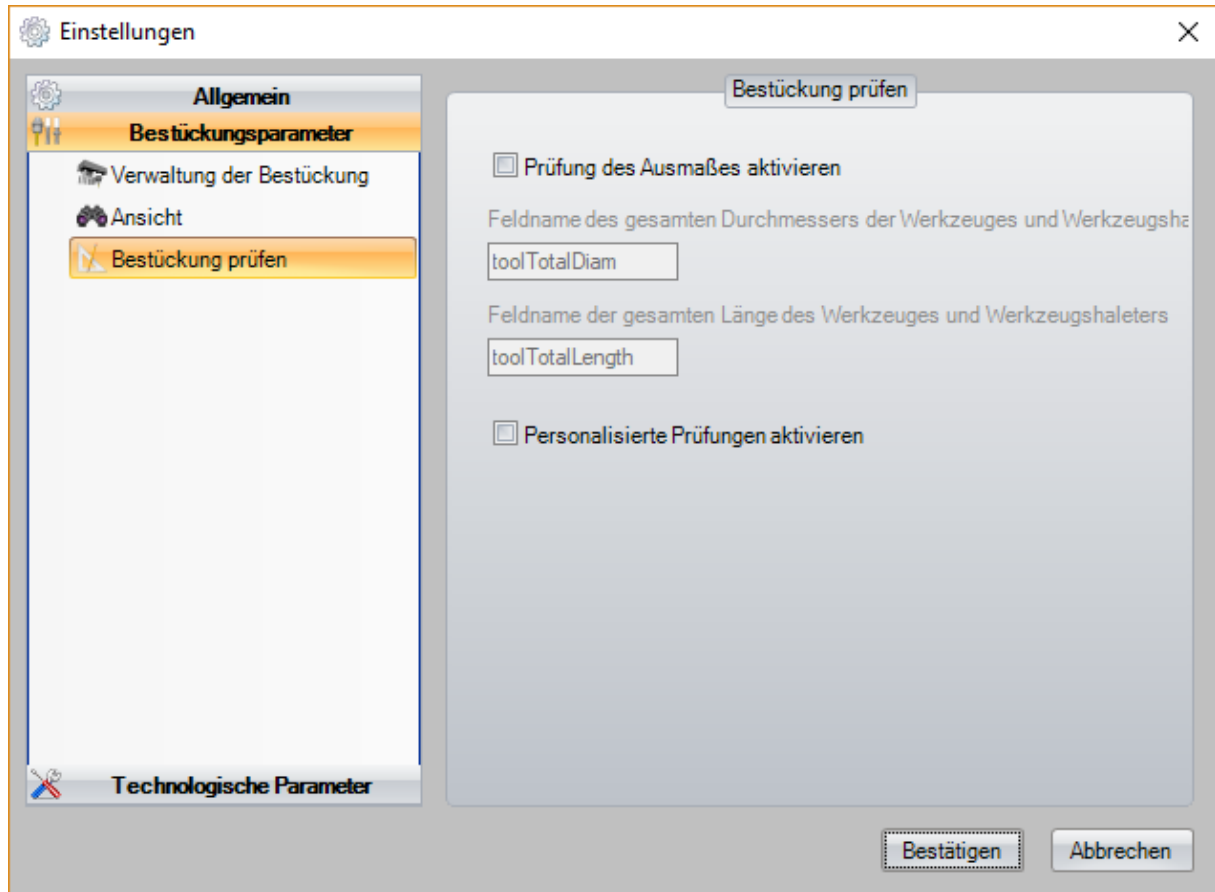 Einstellungen
Allgemein
Bestückungsparameter
Verwaltung der Bestückung
Ansicht
Bestückung prüfen
Technologische Parameter
Bestückung prüfen
Prüfung des Ausmaßes aktivieren
Feldname des gesamten Durchmessers der Werkzeuges und Werkzeugsha
toolTotalDiam
Feldname der gesamten Länge des Werkzeuges und Werkzeugshaleters
toolTotalLength
Personalisierte Prüfungen aktivieren
Bestätigen
Abbrechen